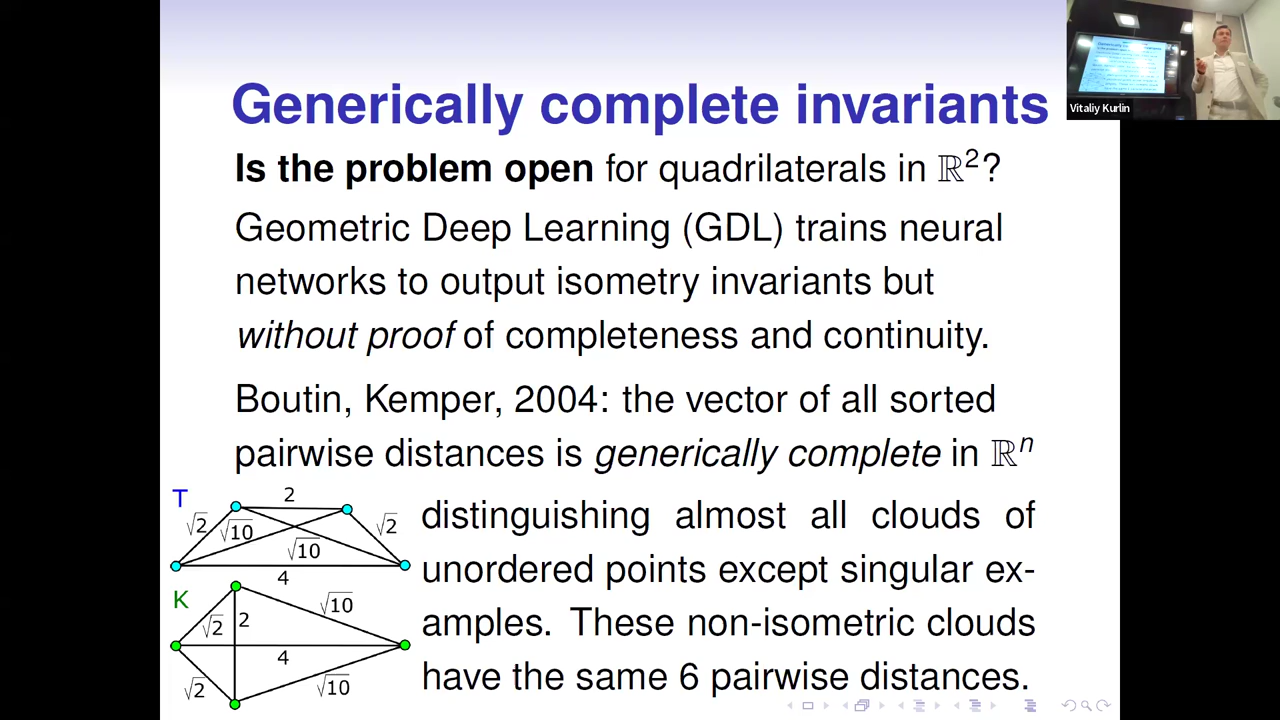 Generically complete invariants
Vitaliy Kurlin
Is the problem open for quadrilaterals in ℝ²?
Geometric Deep Learning (GDL) trains neural
networks to output isometry invariants but
without proof of completeness and continuity.
Boutin, Kemper, 2004: the vector of all sorted
pairwise distances is generically complete in ℝⁿ
distinguishing almost all clouds of
unordered points except singular ex-
amples. These non-isometric clouds
have the same 6 pairwise distances.
T
2
√2
√10
√10
√2
4
K
√10
√2
2
4
√2
√10